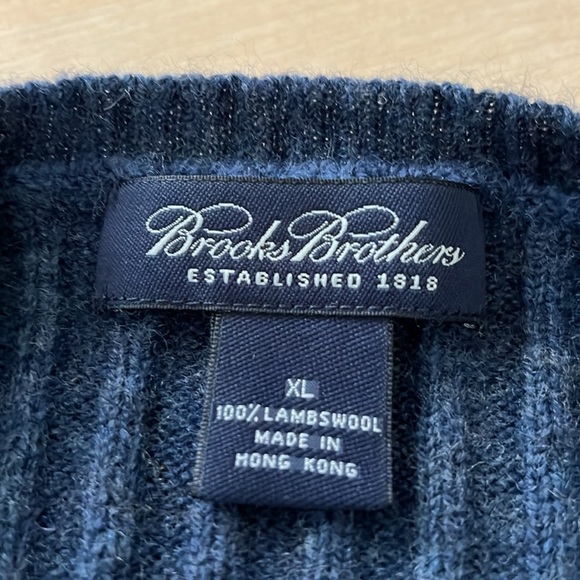 Brooks Brothers
ESTABLISHED 1818
XL
100% LAMBSWOOL
MADE IN
HONG KONG